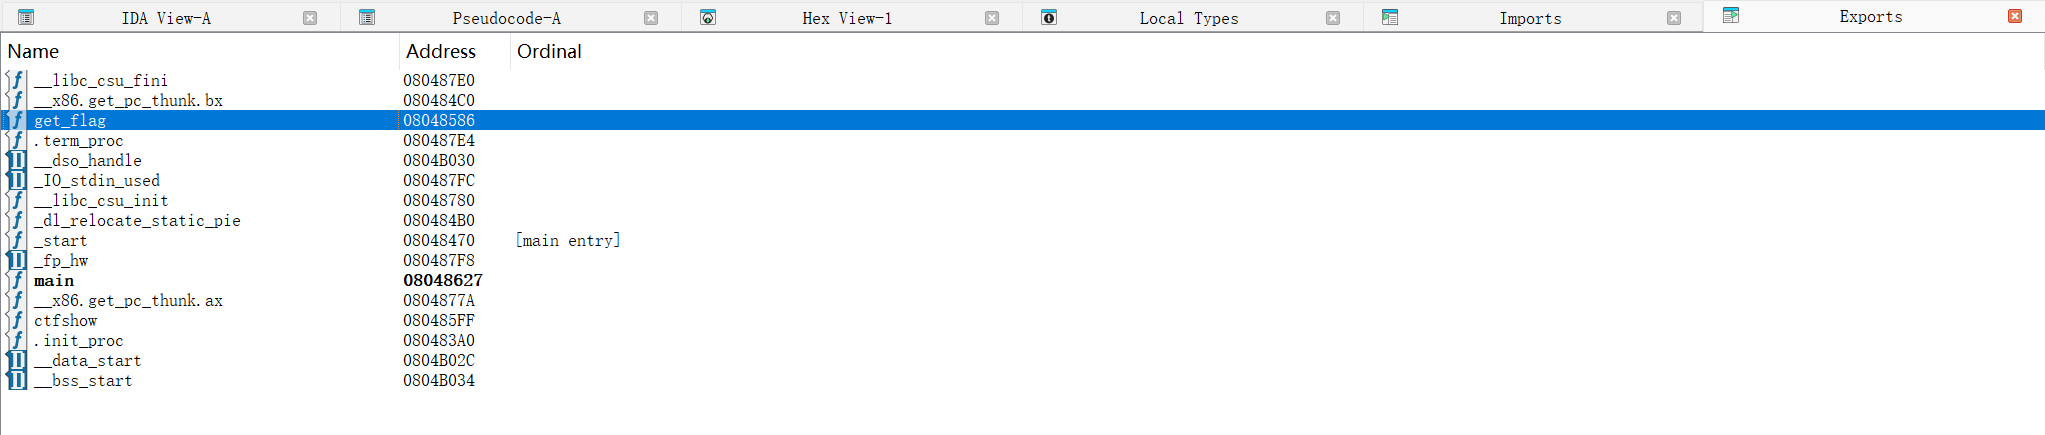 IDA View-A Pseudocode-A Hex View-1 Local Types Imports Exports
Name Address Ordinal
__libc_csu_fini 080487E0
__x86.get_pc_thunk.bx 080484C0
get_flag 08048586
.term_proc 080487E4
__dso_handle 0804B030
_IO_stdin_used 080487FC
__libc_csu_init 08048780
_dl_relocate_static_pie 080484B0
_start 08048470 [main entry]
_fp_hw 080487F8
main 08048627
__x86.get_pc_thunk.ax 0804877A
ctfshow 080485FF
.init_proc 080483A0
__data_start 0804B02C
__bss_start 0804B034